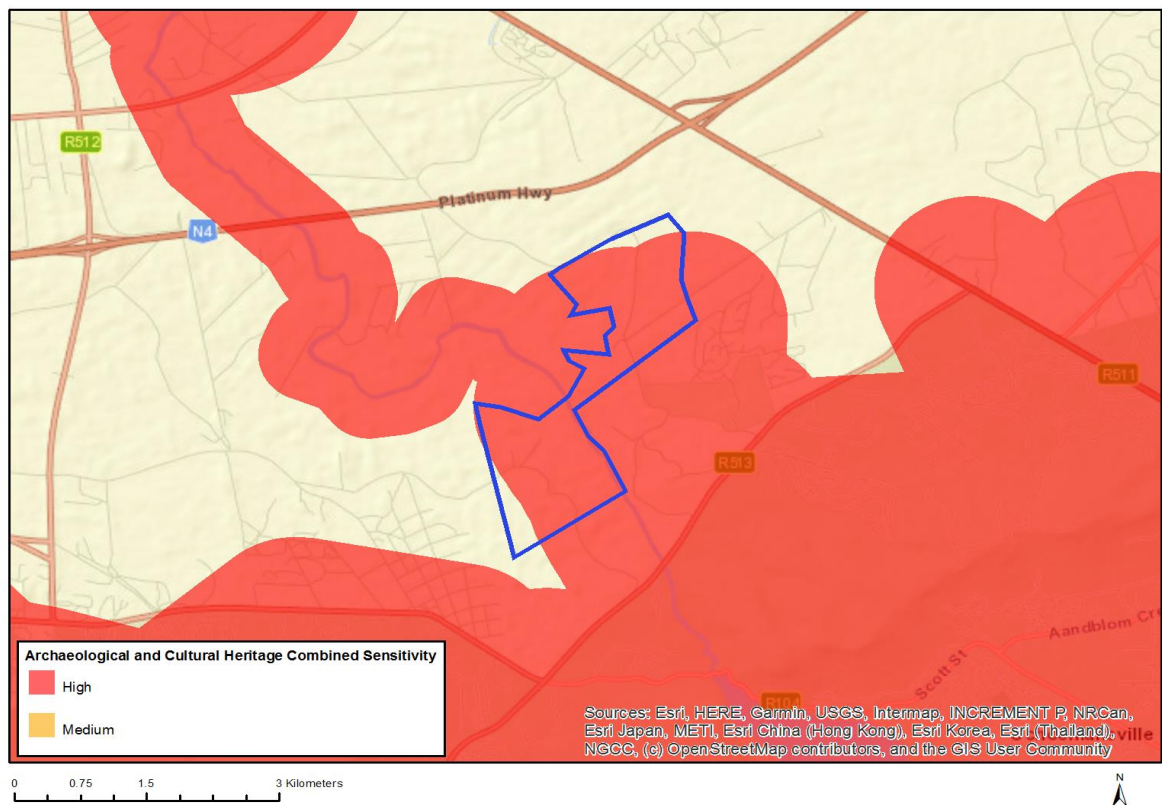 R512
Platinum Hwy
N4
R511
R513
Aandblom Cre
Scott St
R104
Archaeological and Cultural Heritage Combined Sensitivity
High
Medium
Sources: Esri, HERE, Garmin, USGS, Intermap, INCREMENT P, NRCan,
Esri Japan, METI, Esri China (Hong Kong), Esri Korea, Esri (Thailand),
NGCC, (c) OpenStreetMap contributors, and the GIS User Community
0 0.75 1.5 3 Kilometers
N